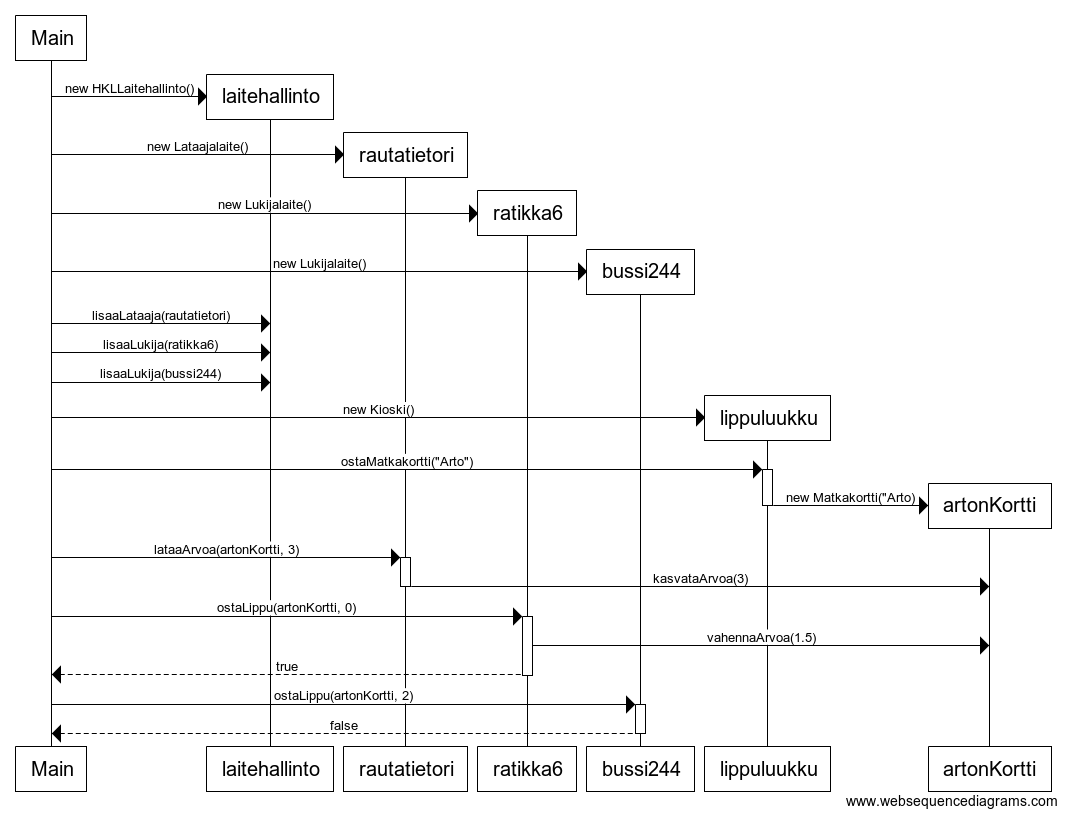 Main
new HKLLaitehallinto()
laitehallinto
new Lataajalaite()
rautatietori
new Lukijalaite()
ratikka6
new Lukijalaite()
bussi244
lisaaLataaja(rautatietori)
lisaaLukija(ratikka6)
lisaaLukija(bussi244)
new Kioski()
lippuluukku
ostaMatkakortti("Arto")
new Matkakortti("Arto)
artonKortti
lataaArvoa(artonKortti, 3)
kasvataArvoa(3)
ostaLippu(artonKortti, 0)
vahennaArvoa(1.5)
true
ostaLippu(artonKortti, 2)
false
Main
laitehallinto
rautatietori
ratikka6
bussi244
lippuluukku
artonKortti
www.websequencediagrams.com